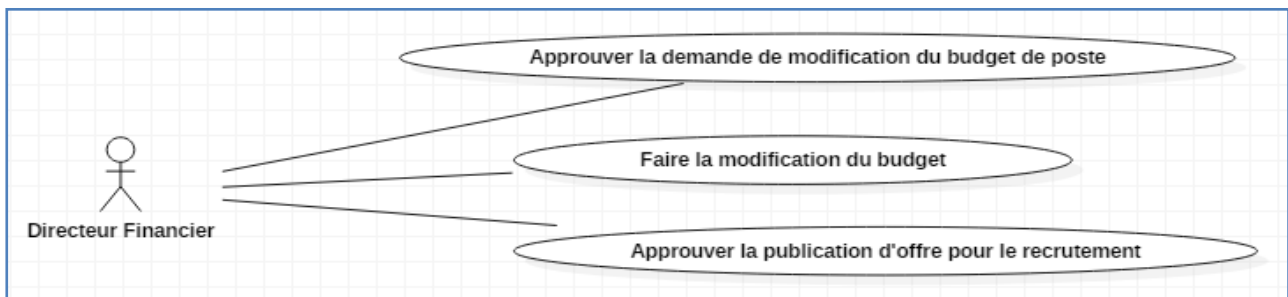 Approuver la demande de modification du budget de poste
Faire la modification du budget
Directeur Financier
Approuver la publication d'offre pour le recrutement